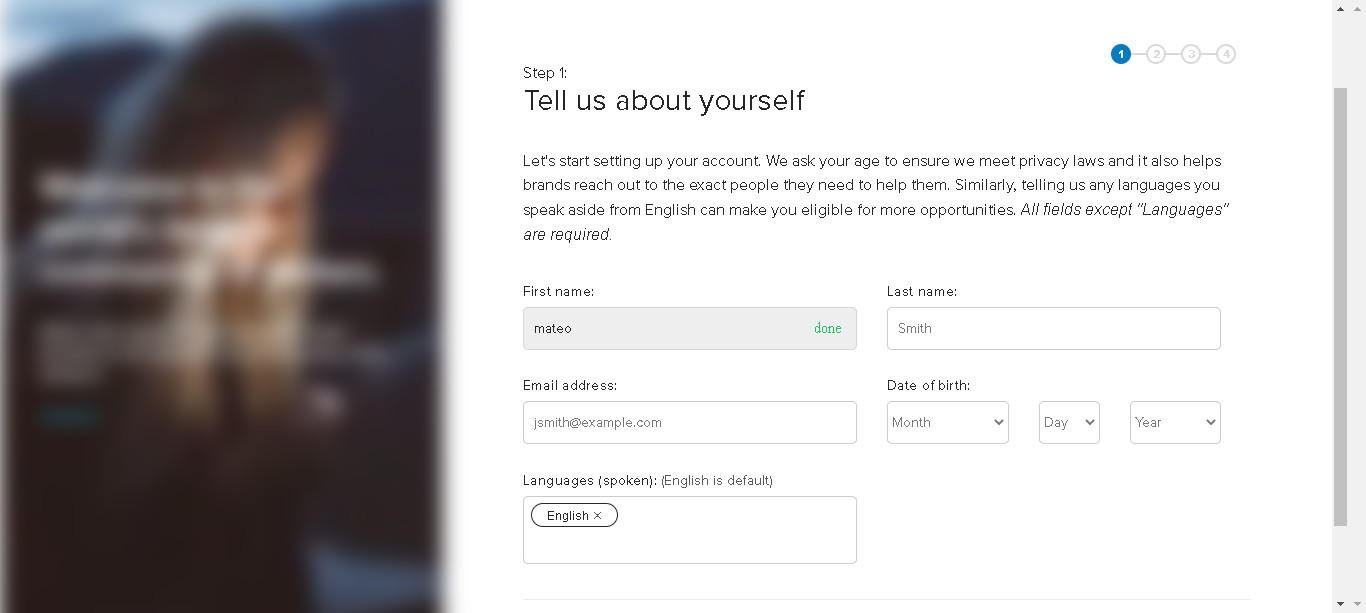 1 2 3 4
Step 1:
Tell us about yourself
Let's start setting up your account. We ask your age to ensure we meet privacy laws and it also helps
brands reach out to the exact people they need to help them. Similarly, telling us any languages you
speak aside from English can make you eligible for more opportunities. All fields except "Languages"
are required.
First name: Last name:
mateo done Smith
Email address: Date of birth:
jsmith@example.com Month Day Year
Languages (spoken): (English is default)
English ×